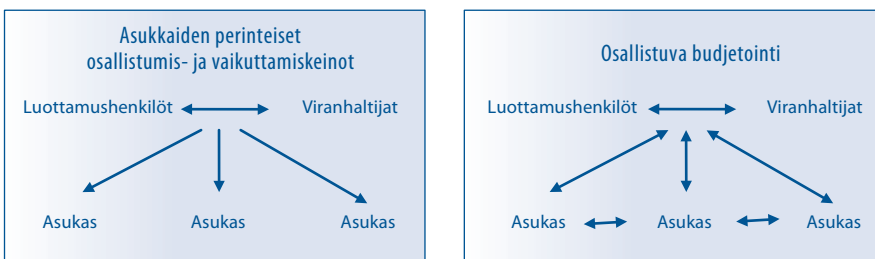 Asukkaiden perinteiset
osallistumis- ja vaikuttamiskeinot
Luottamushenkilöt Viranhaltijat
Asukas Asukas Asukas
Osallistuva budjetointi
Luottamushenkilöt Viranhaltijat
Asukas Asukas Asukas